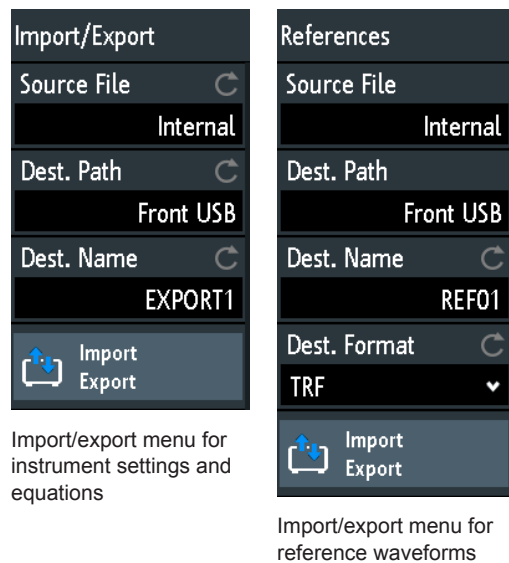 Import/Export
Source File
Internal
Dest. Path
Front USB
Dest. Name
EXPORT1
Import
Export
Import/export menu for
instrument settings and
equations
References
Source File
Internal
Dest. Path
Front USB
Dest. Name
REF01
Dest. Format
TRF
Import
Export
Import/export menu for
reference waveforms